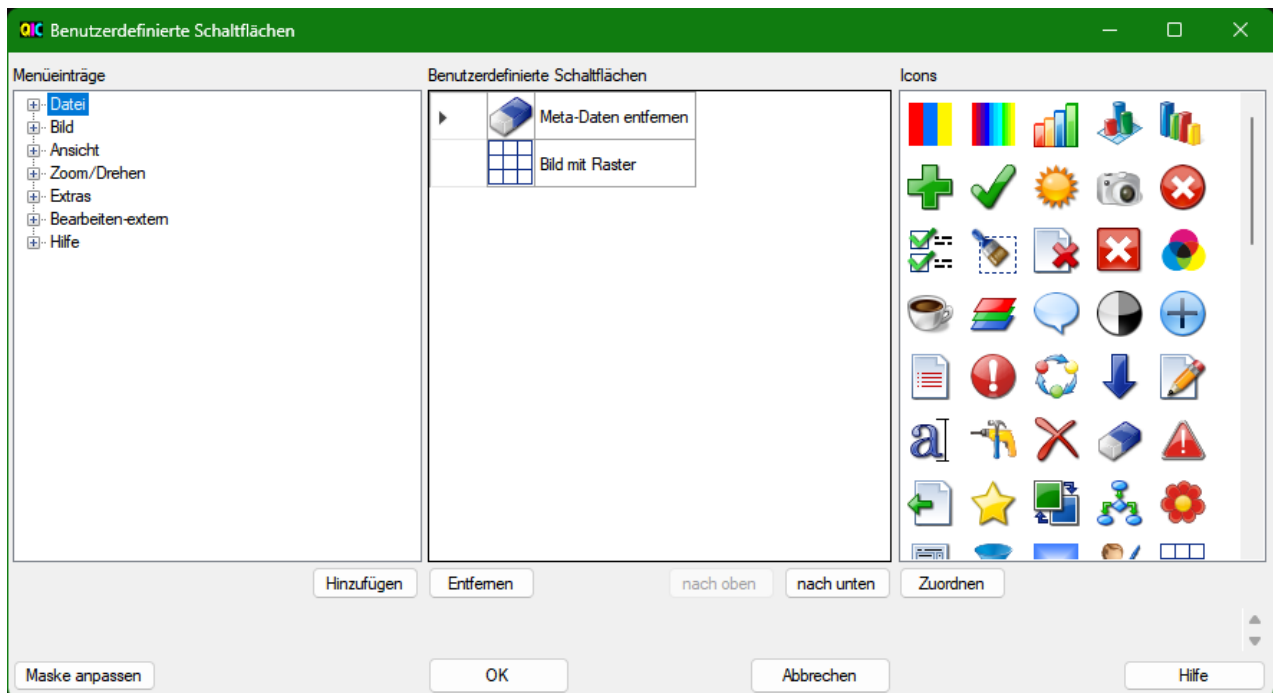 QIC Benutzerdefinierte Schaltflächen
Menüeinträge
Datei
Bild
Ansicht
Zoom/Drehen
Extras
Bearbeiten-extern
Hilfe
Benutzerdefinierte Schaltflächen
Meta-Daten entfernen
Bild mit Raster
Icons
a
Hinzufügen
Entfernen
nach oben
nach unten
Zuordnen
Maske anpassen
OK
Abbrechen
Hilfe